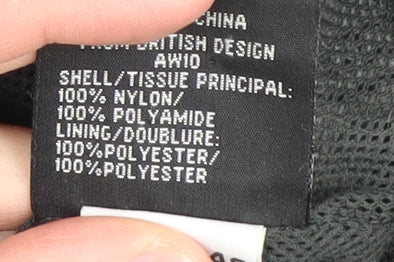 CHINA
FROM BRITISH DESIGN
AW10
SHELL/TISSUE PRINCIPAL:
100% NYLON/
100% POLYAMIDE
LINING/DOUBLURE:
100%POLYESTER/
100%POLYESTER